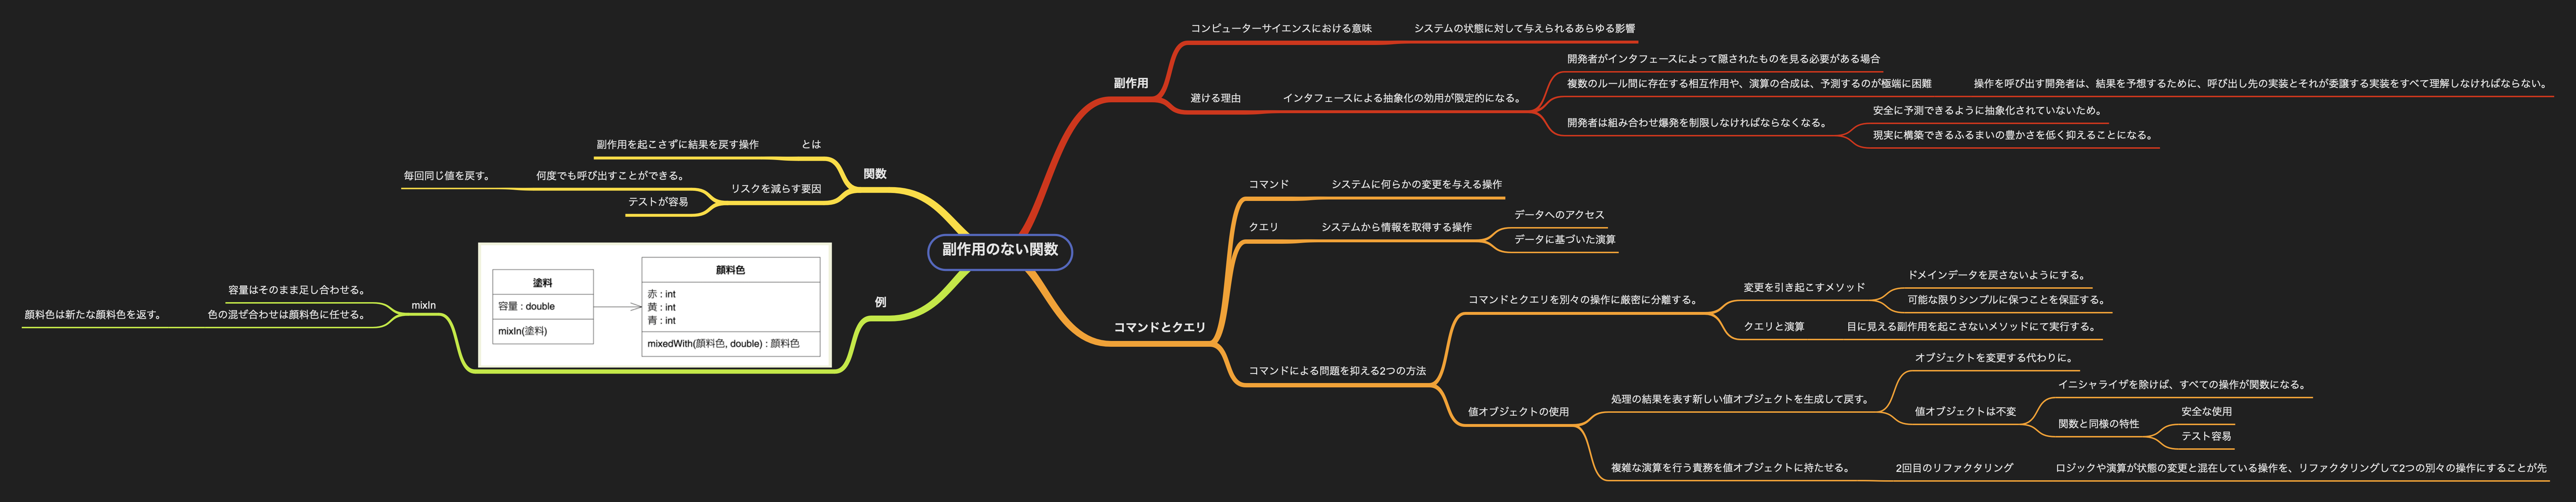 副作用のない関数
副作用
コンピューターサイエンスにおける意味
システムの状態に対して与えられるあらゆる影響
避ける理由
インタフェースによる抽象化の効用が限定的になる。
開発者がインタフェースによって隠されたものを見る必要がある場合
複数のルール間に存在する相互作用や、演算の合成は、予測するのが極端に困難
操作を呼び出す開発者は、結果を予想するために、呼び出し先の実装とそれが委譲する実装をすべて理解しなければならない。
開発者は組み合わせ爆発を制限しなければならなくなる。
安全に予測できるように抽象化されていないため。
現実に構築できるふるまいの豊かさを低く抑えることになる。
コマンドとクエリ
コマンド
システムに何らかの変更を与える操作
クエリ
システムから情報を取得する操作
データへのアクセス
データに基づいた演算
コマンドによる問題を抑える2つの方法
コマンドとクエリを別々の操作に厳密に分離する。
変更を引き起こすメソッド
ドメインデータを戻さないようにする。
可能な限りシンプルに保つことを保証する。
クエリと演算
目に見える副作用を起こさないメソッドにて実行する。
値オブジェクトの使用
処理の結果を表す新しい値オブジェクトを生成して戻す。
オブジェクトを変更する代わりに。
値オブジェクトは不変
イニシャライザを除けば、すべての操作が関数になる。
関数と同様の特性
安全な使用
テスト容易
複雑な演算を行う責務を値オブジェクトに持たせる。
2回目のリファクタリング
ロジックや演算が状態の変更と混在している操作を、リファクタリングして2つの別々の操作にすることが先
関数
とは
副作用を起こさずに結果を戻す操作
リスクを減らす要因
何度でも呼び出すことができる。
毎回同じ値を戻す。
テストが容易
例
塗料
容量 : double
mixIn(塗料)
顔料色
赤 : int
黄 : int
青 : int
mixedWith(顔料色, double) : 顔料色
mixIn
容量はそのまま足し合わせる。
色の混ぜ合わせは顔料色に任せる。
顔料色は新たな顔料色を返す。